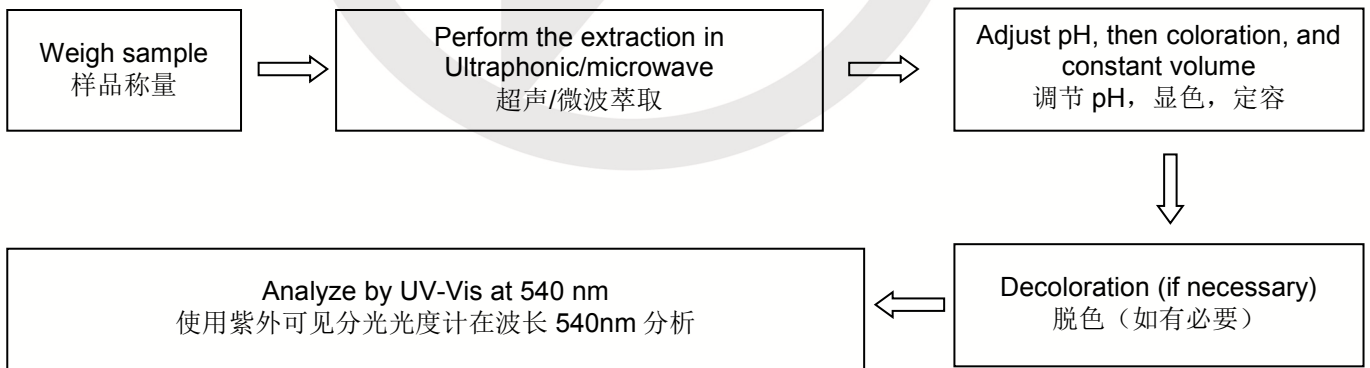 Weigh sample
样品称量
Perform the extraction in
Ultraphonic/microwave
超声/微波萃取
Adjust pH, then coloration, and
constant volume
调节 pH，显色，定容
Decoloration (if necessary)
脱色（如有必要）
Analyze by UV-Vis at 540 nm
使用紫外可见分光光度计在波长 540nm 分析